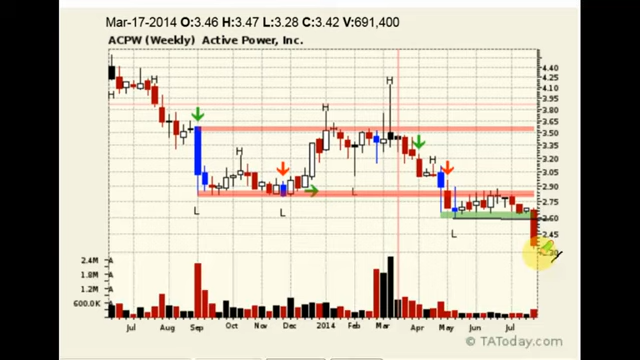 Mar-17-2014 O:3.46 H:3.47 L:3.28 C:3.42 V:691,400
ACPW (Weekly) Active Power, Inc.
4.40
4.25
4.10
3.95
3.80
3.65
3.50
3.35
3.20
3.05
2.90
2.75
2.60
2.45
H H H H H H
L L L L
2.4M A
1.8M A
1.2M A
600.0K A
Jul Aug Sep Oct Nov Dec 2014 Feb Mar Apr May Jun Jul
© TAToday.com